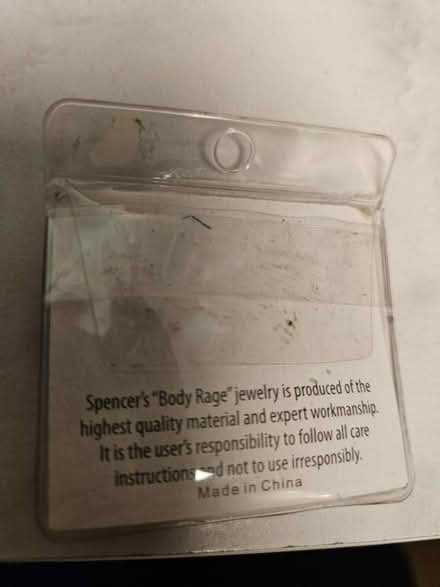 Spencer's "Body Rage" jewelry is produced of the
highest quality material and expert workmanship.
It is the user's responsibility to follow all care
instructions and not to use irresponsibly.
Made in China